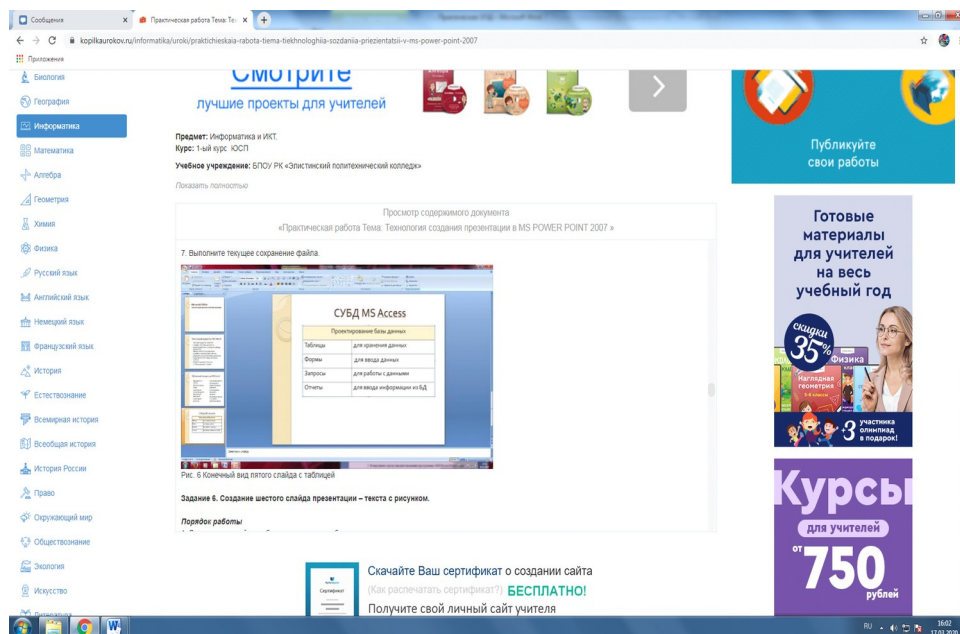 Сообщения
Практическая работа Тема: Тех
kopilkaurokov.ru/informatika/uroki/praktichieskaia-rabota-tiema-tiekhnologhiia-sozdaniia-priezientatsii-v-ms-power-point-2007
Приложения
Биология
География
Информатика
Математика
Алгебра
Геометрия
Химия
Физика
Русский язык
Английский язык
Немецкий язык
Французский язык
История
Естествознание
Всемирная история
Всеобщая история
История России
Право
Окружающий мир
Обществознание
Экология
Искусство
Литература
Смотрите
лучшие проекты для учителей
Предмет: Информатика и ИКТ.
Курс: 1-ый курс ЮСП
Учебное учреждение: БПОУ РК «Элистинский политехнический колледж»
Показать полностью
Просмотр содержимого документа
«Практическая работа Тема: Технология создания презентации в MS POWER POINT 2007 »
7. Выполните текущее сохранение файла.
СУБД MS Access
Проектирование базы данных
Таблицы для хранения данных
Формы для ввода данных
Запросы для работы с данными
Отчеты для ввода информации из БД
Рис. 6 Конечный вид пятого слайда с таблицей
Задание 6. Создание шестого слайда презентации – текста с рисунком.
Порядок работы
Сертификат
Скачайте Ваш сертификат о создании сайта
(Как распечатать сертификат?) БЕСПЛАТНО!
Получите свой личный сайт учителя
Публикуйте
свои работы
Готовые
материалы
для учителей
на весь
учебный год
скидки
35%
Физика
Наглядная
геометрия
+3 участника
олимпиад
в подарок!
Курсы
для учителей
от 750
рублей
RU
16:02
17.03.2020